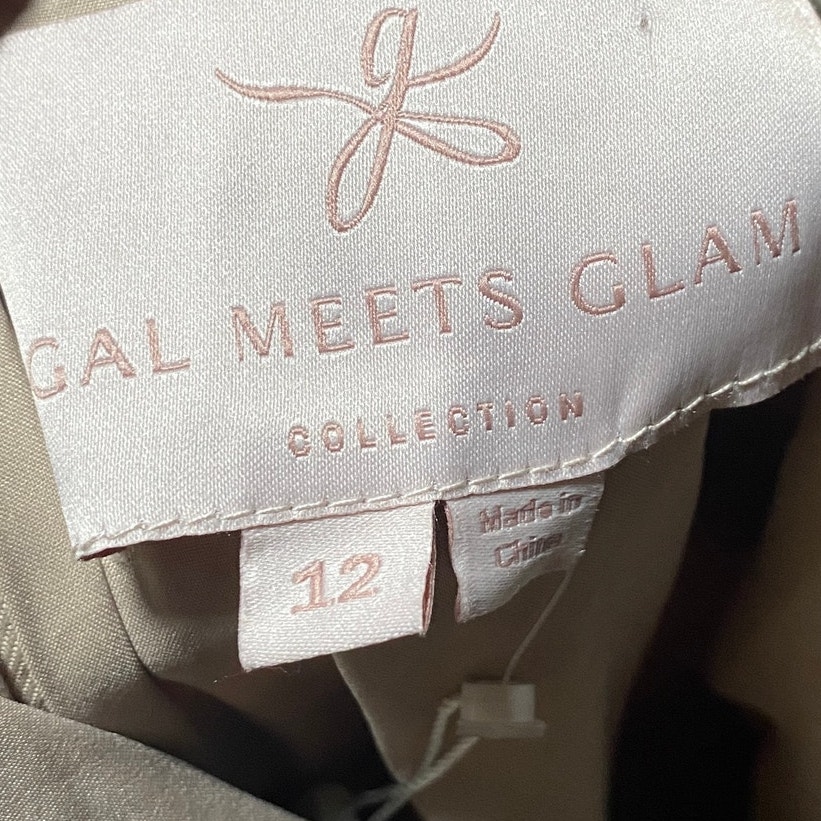 g
GAL MEETS GLAM
COLLECTION
12
Made in
China